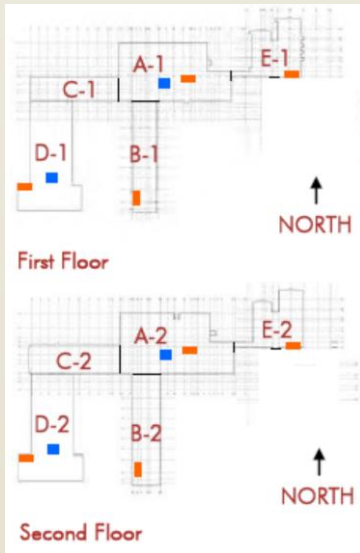 A-1
E-1
C-1
D-1
B-1
NORTH
First Floor
A-2
E-2
C-2
D-2
B-2
NORTH
Second Floor